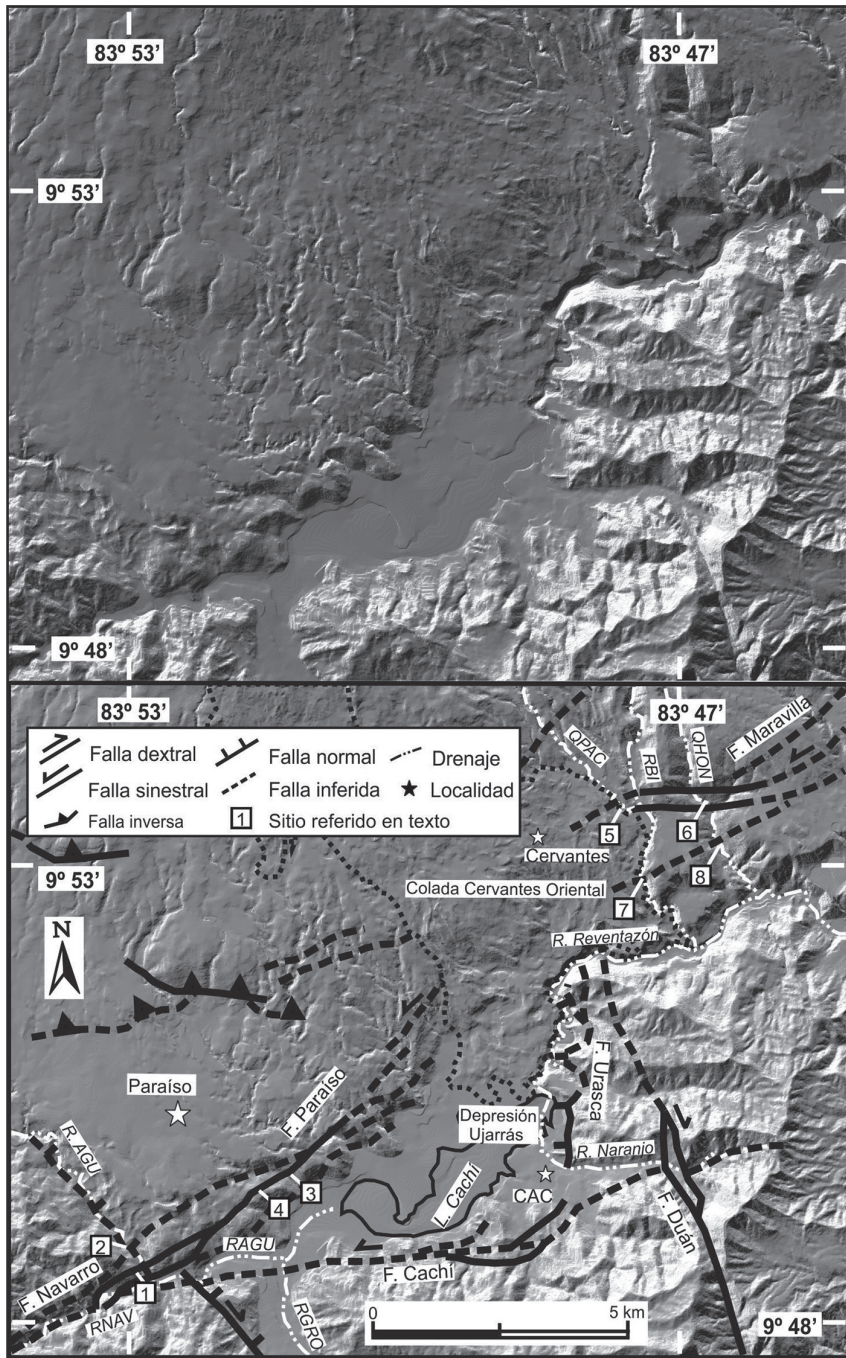 83º 53'
83º 47'
9º 53'
9º 48'
83º 53'
83º 47'
Falla dextral
Falla normal
Drenaje
Falla sinestral
Falla inferida
Localidad
Falla inversa
1 Sitio referido en texto
QPAC
RBI
QHON
F. Maravilla
5
6
Cervantes
8
9º 53'
Colada Cervantes Oriental
7
N
R. Reventazón
Paraíso
F. Paraíso
F. Urasca
Depresión
Ujarrás
R. AGU
R. Naranjo
3
CAC
4
L. Cachí
F. Duán
2
RAGU
F. Navarro
F. Cachí
1
RNAV
RGRO
0
5 km
9º 48'